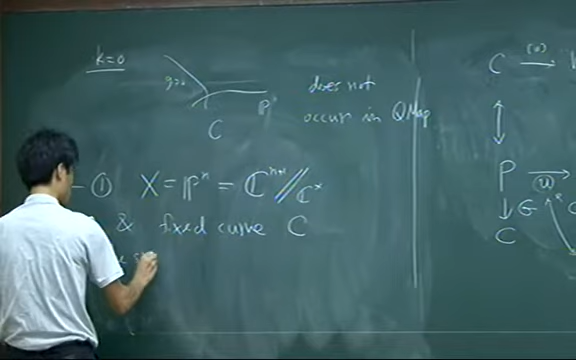 k=0
g=0
P¹
C
does not
occur in QMap
① X = ℙⁿ = ℂⁿ⁺¹ // ℂ*
& fixed curve C
C [u]
P
[u]
↓ G
C